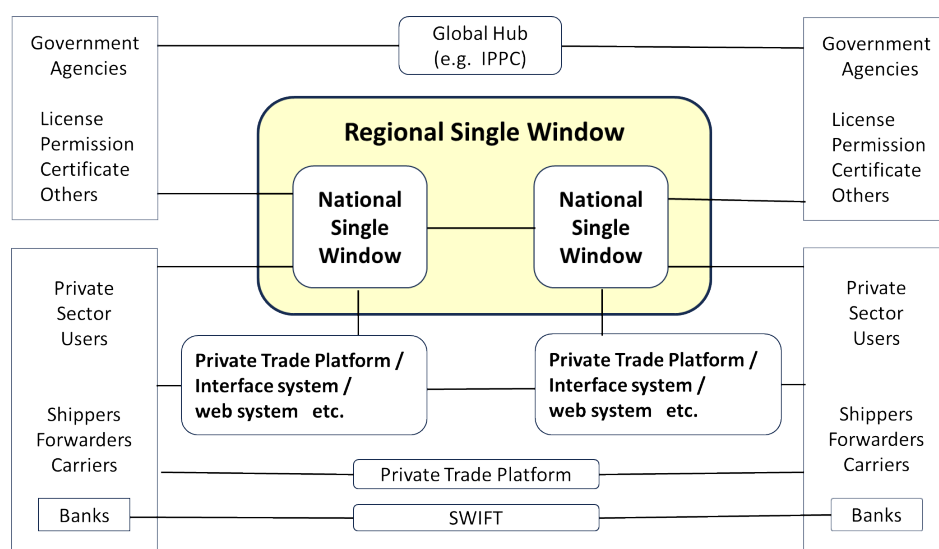 Government
Agencies
License
Permission
Certificate
Others
Global Hub
(e.g. IPPC)
Government
Agencies
License
Permission
Certificate
Others
Regional Single Window
National
Single
Window
National
Single
Window
Private
Sector
Users
Shippers
Forwarders
Carriers
Banks
Private Trade Platform /
Interface system /
web system etc.
Private Trade Platform /
Interface system /
web system etc.
Private Trade Platform
SWIFT
Private
Sector
Users
Shippers
Forwarders
Carriers
Banks